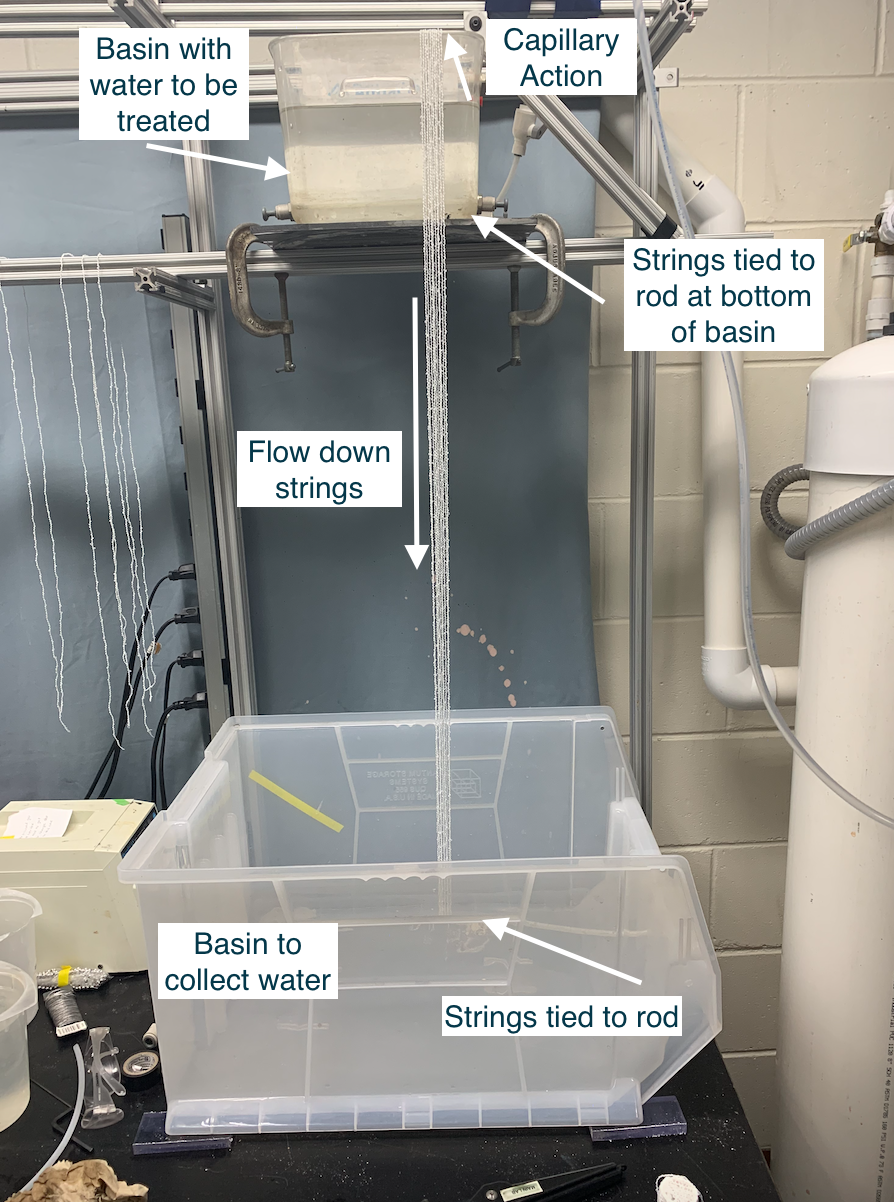 Basin with
water to be
treated
Capillary
Action
Strings tied to
rod at bottom
of basin
Flow down
strings
Basin to
collect water
Strings tied to rod